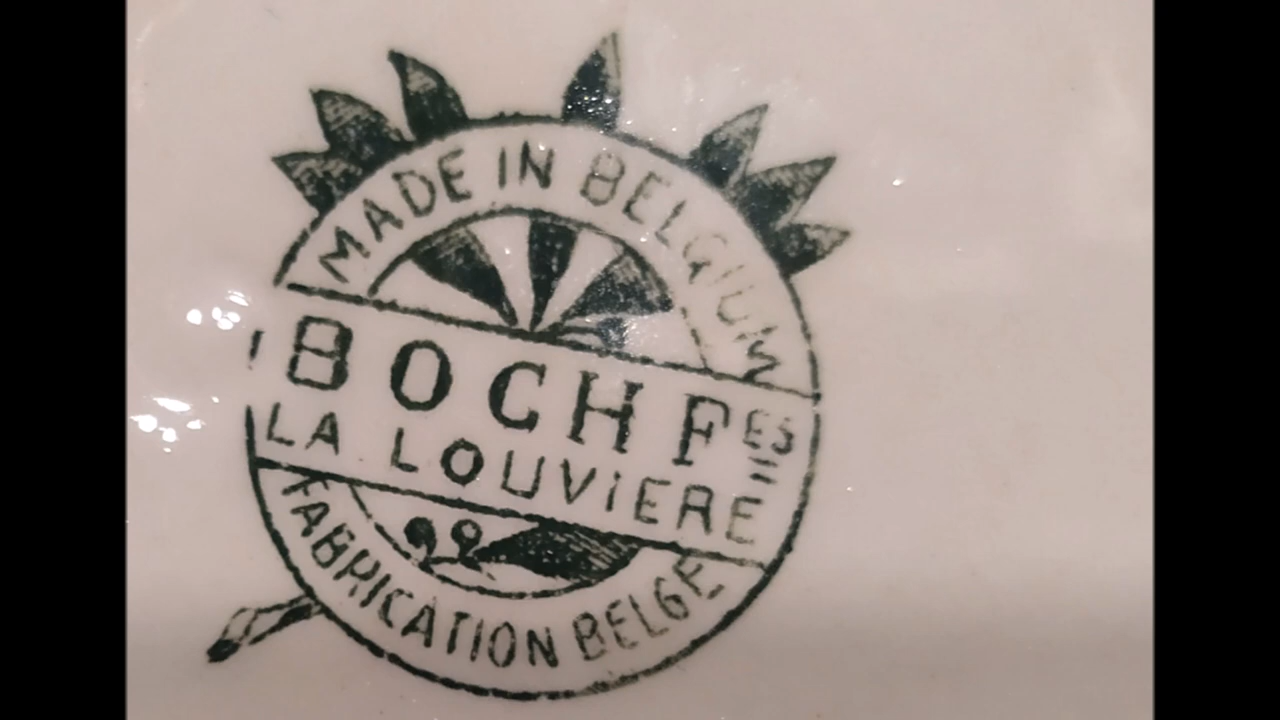 MADE IN BELGIUM
BOCH FES
LA LOUVIERE
FABRICATION BELGE